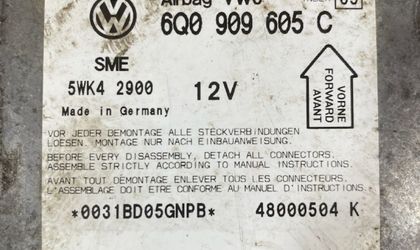 Airbag VW6
6Q0 909 605 C
SME
5WK4 2900
12V
Made in Germany
VORNE
FORWARD
AVANT
VOR JEDER DEMONTAGE ALLE STECKVERBINDUNGEN
LOESEN. MONTAGE NUR NACH EINBAUANWEISUNG.
BEFORE EVERY DISASSEMBLY, DETACH ALL CONNECTORS.
ASSEMBLE STRICTLY ACCORDING TO MANUAL INSTRUCTIONS.
AVANT TOUT DEMONTAGE ENLEVER TOUS LES CONNECTEURS.
L'ASSEMBLAGE DOIT ETRE CONFORME AU MANUEL D'INSTRUCTIONS.
*0031BD05GNPB*
48000504 K